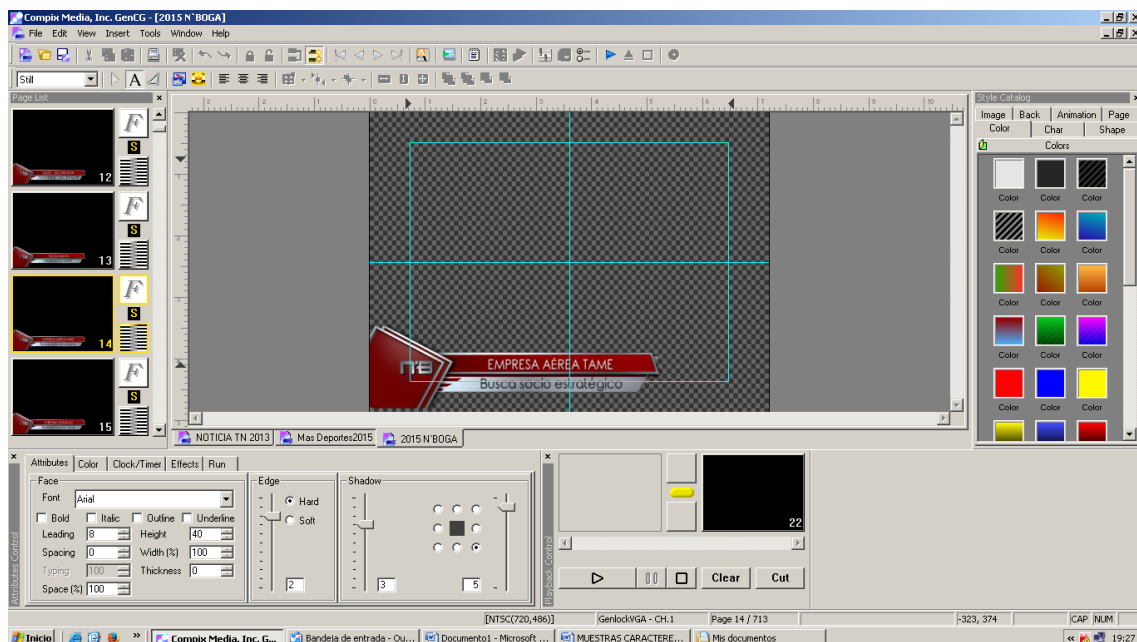 Compix Media, Inc. GenCG - [2015 N`BOGA]
File Edit View Insert Tools Window Help
Still
Page List
12
13
14
15
Style Catalog
Image Back Animation Page
Color Char Shape
Colors
Color Color Color
Color Color Color
Color Color Color
Color Color Color
Color Color Color
N'B
EMPRESA AÉREA TAME
Busca socio estratégico
NOTICIA TN 2013 Mas Deportes2015 2015 N'BOGA
Attributes Color Clock/Timer Effects Run
Face
Font Arial
Bold Italic Outline Underline
Leading 8 Height 40
Spacing 0 Width (%) 100
Typing 100 Thickness 0
Space (%) 100
Edge
Hard
Soft
2
Shadow
3 5
Attributes Control
Playback Control
22
Clear Cut
[NTSC(720,486)] GenlockVGA - CH.1 Page 14 / 713 -323, 374 CAP NUM
Inicio Compix Media, Inc. G... Bandeja de entrada - Ou... Documento1 - Microsoft ... MUESTRAS CARACTERE... Mis documentos 19:27